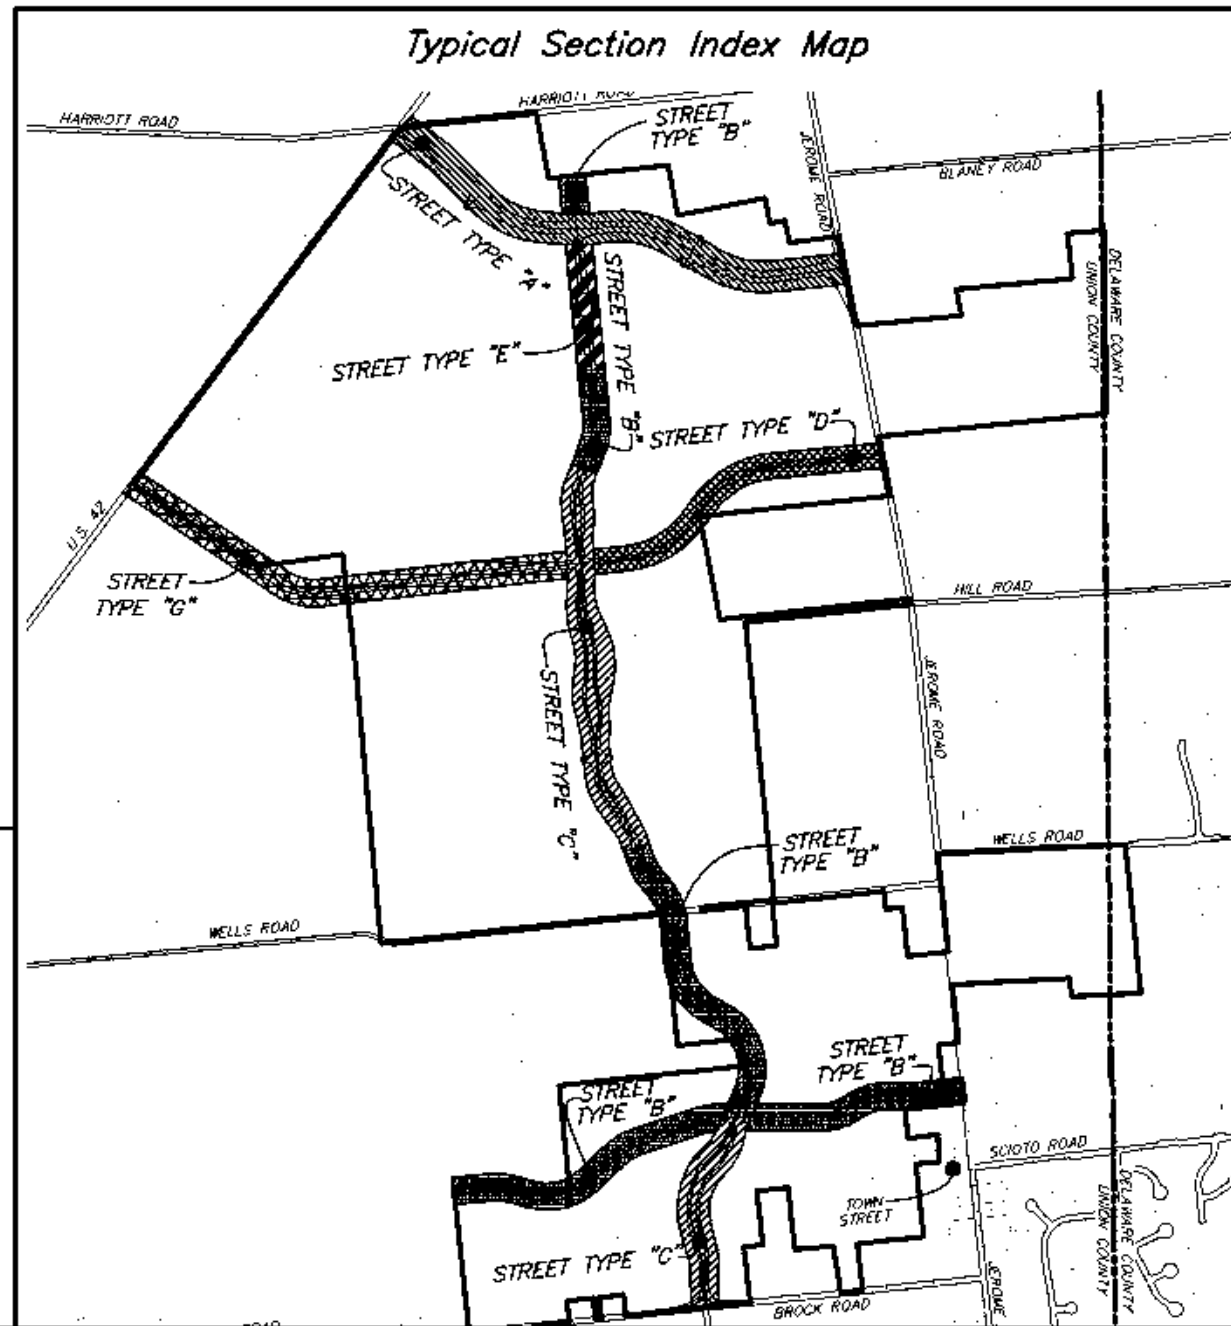 Typical Section Index Map
HARRIOTT ROAD
HARRIOTT ROAD
STREET
TYPE "B"
JEROME ROAD
BLANEY ROAD
STREET TYPE "A"
STREET TYPE "B"
DELAWARE COUNTY
UNION COUNTY
STREET TYPE "E"
STREET TYPE "D"
U.S. 42
STREET
TYPE "G"
HILL ROAD
JEROME ROAD
STREET TYPE "C"
STREET
TYPE "B"
WELLS ROAD
WELLS ROAD
STREET
TYPE "B"
STREET
TYPE "B"
SCIOTO ROAD
TOWN
STREET
DELAWARE COUNTY
UNION COUNTY
STREET TYPE "C"
JEROME
BROCK ROAD
ROAD